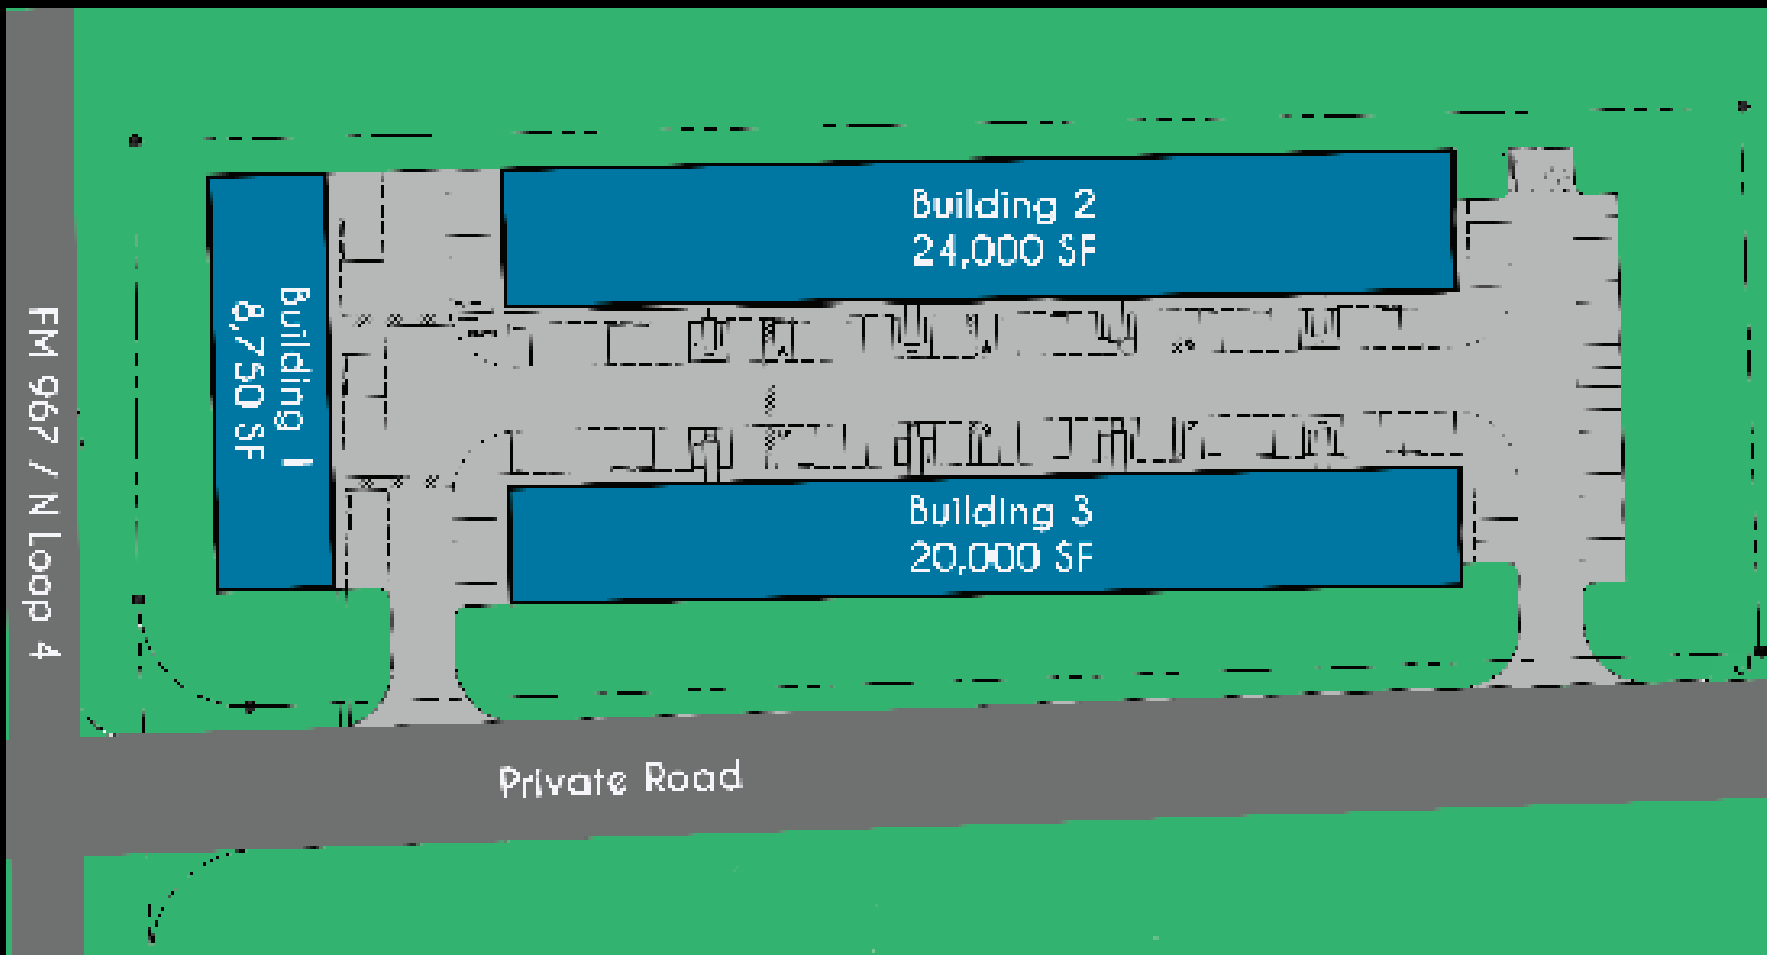 FM 967 / N Loop 4
Building 1
8,750 SF
Building 2
24,000 SF
Building 3
20,000 SF
Private Road